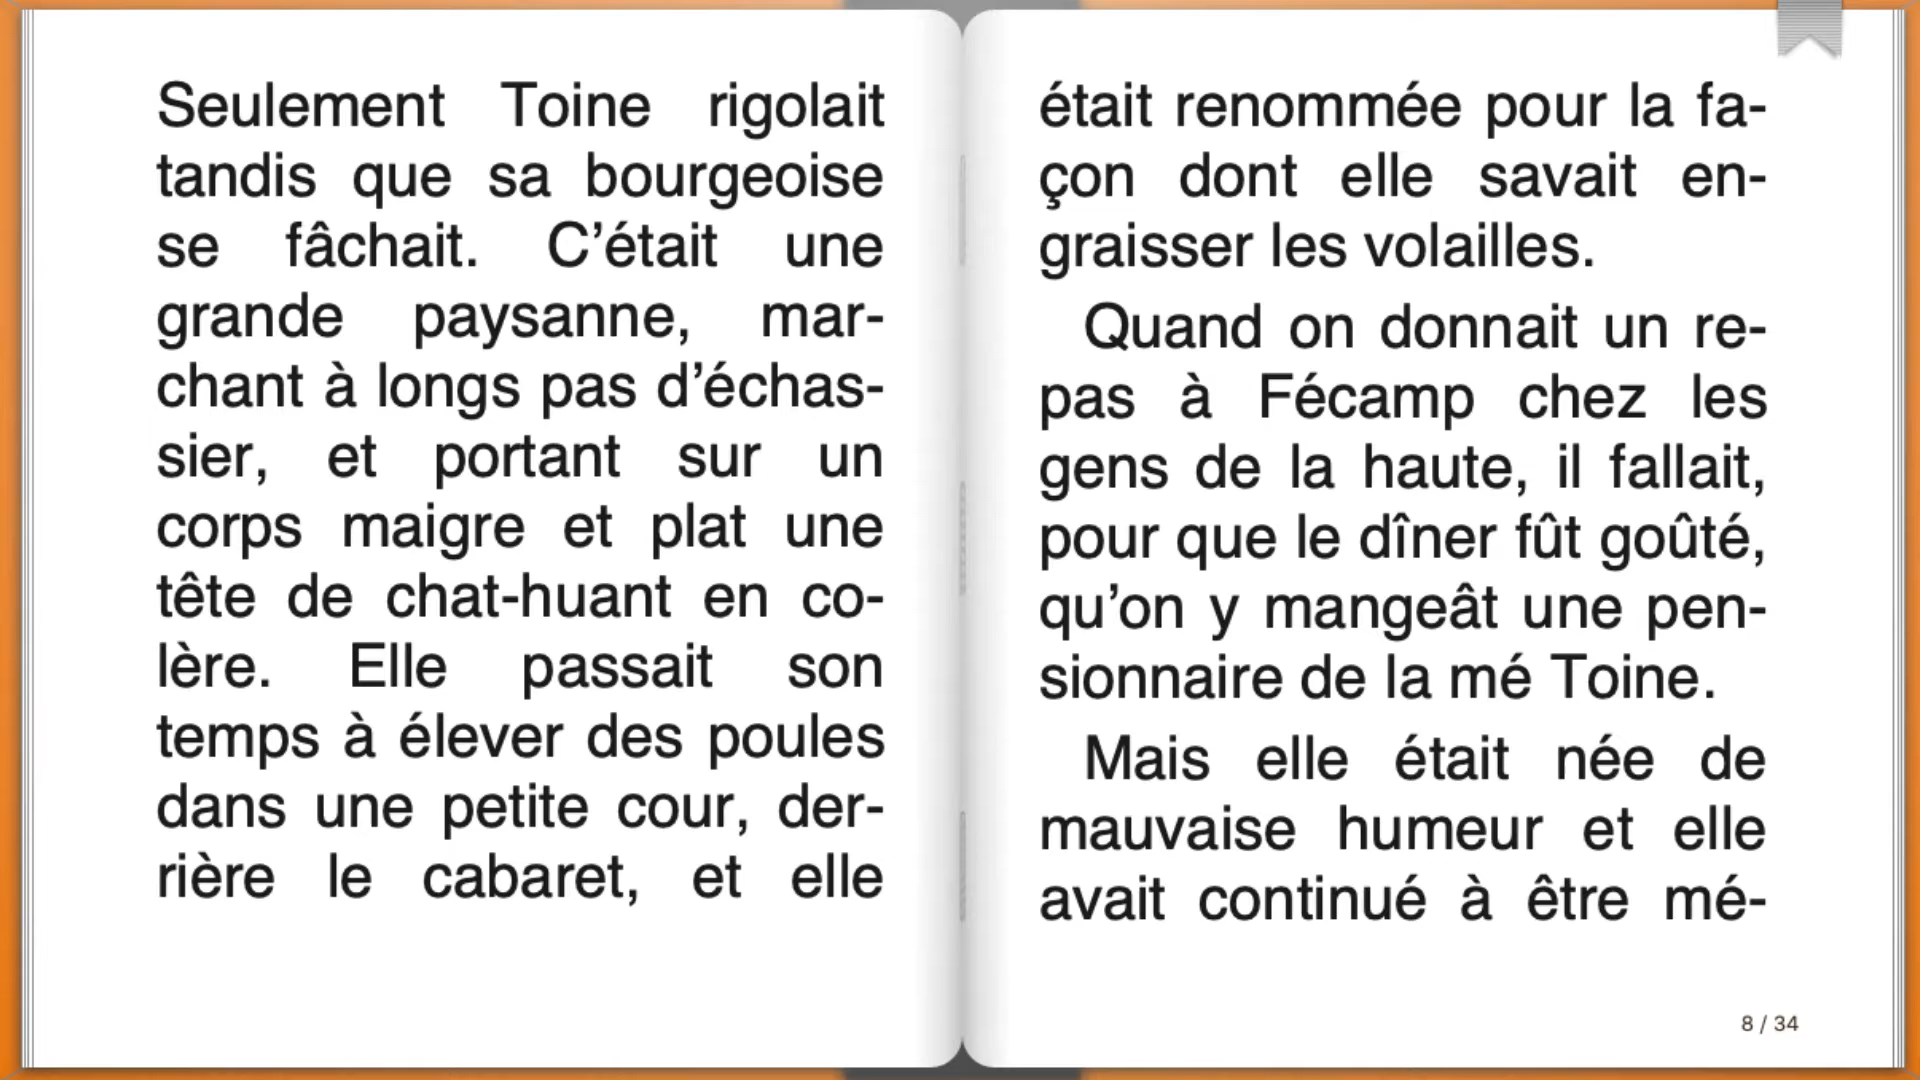 Seulement Toine rigolait
tandis que sa bourgeoise
se fâchait. C’était une
grande paysanne, mar-
chant à longs pas d’échas-
sier, et portant sur un
corps maigre et plat une
tête de chat-huant en co-
lère. Elle passait son
temps à élever des poules
dans une petite cour, der-
rière le cabaret, et elle
était renommée pour la fa-
çon dont elle savait en-
graisser les volailles.
Quand on donnait un re-
pas à Fécamp chez les
gens de la haute, il fallait,
pour que le dîner fût goûté,
qu’on y mangeât une pen-
sionnaire de la mé Toine.
Mais elle était née de
mauvaise humeur et elle
avait continué à être mé-
8 / 34